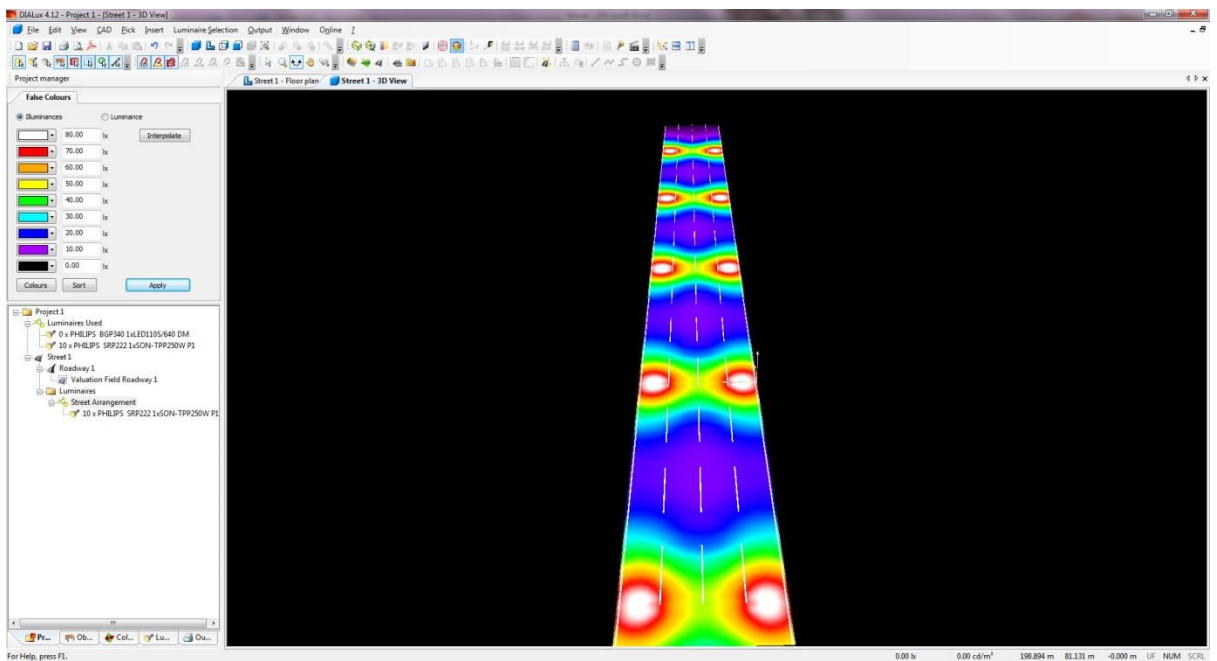 DIALux 4.12 - Project 1 - [Street 1 - 3D View]
File Edit View CAD Pick Insert Luminaire Selection Output Window Online ?
Project manager
Street 1 - Floor plan Street 1 - 3D View
False Colours
Illuminances Luminance
80.00 lx Interpolate
70.00 lx
60.00 lx
50.00 lx
40.00 lx
30.00 lx
20.00 lx
10.00 lx
0.00 lx
Colours Sort Apply
Project 1
Luminaires Used
0 x PHILIPS BGP340 1xLED110S/640 DM
10 x PHILIPS SRP222 1xSON-TPP250W P1
Street 1
Roadway 1
Valuation Field Roadway 1
Luminaires
Street Arrangement
10 x PHILIPS SRP222 1xSON-TPP250W P1
Pr... Ob... Col... Lu... Ou...
For Help, press F1. 0.00 lx 0.00 cd/m² 198.894 m 81.131 m -0.000 m UF NUM SCRL